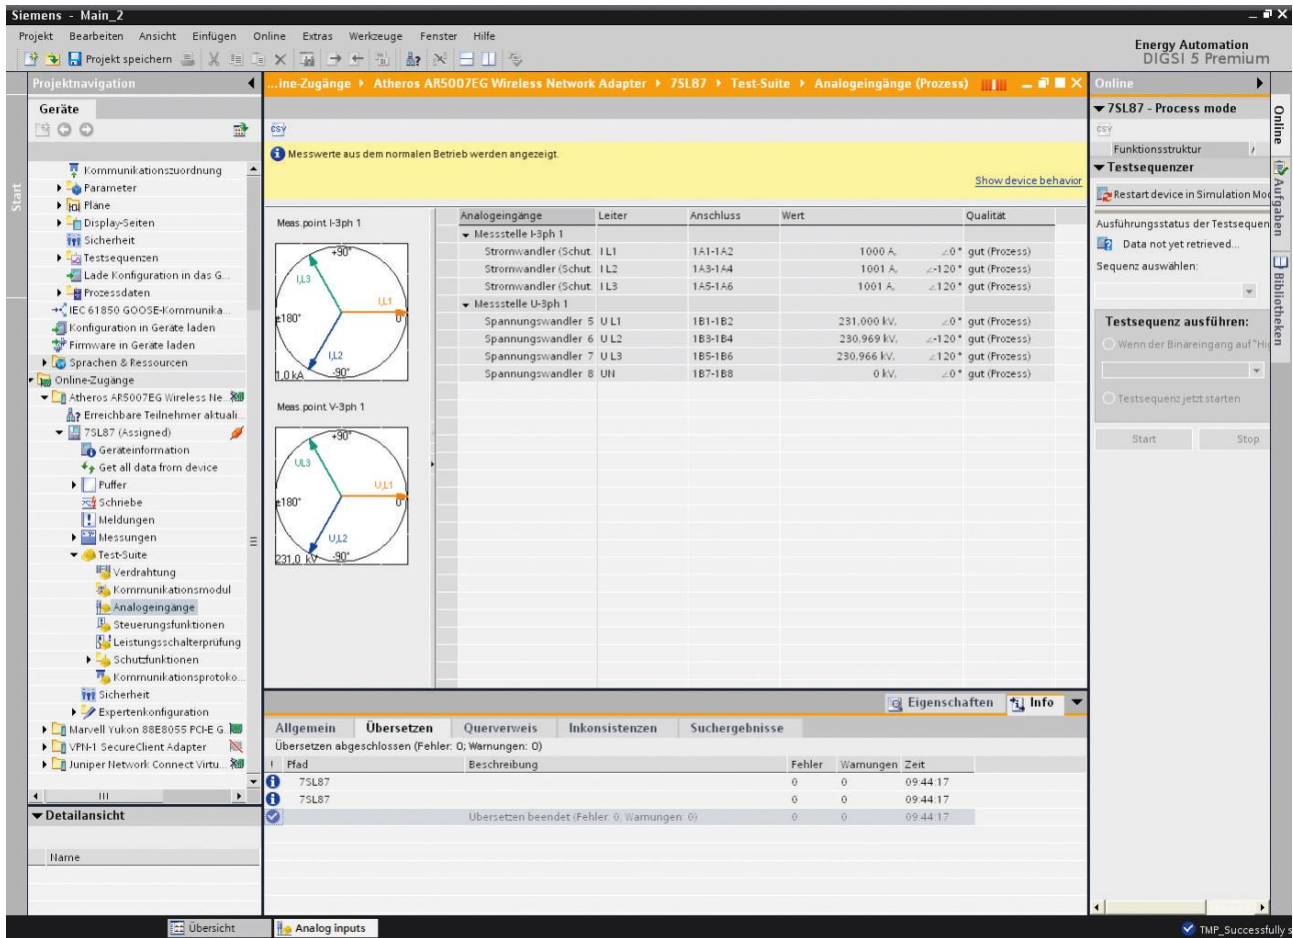 Siemens - Main_2
Projekt Bearbeiten Ansicht Einfügen Online Extras Werkzeuge Fenster Hilfe
Projekt speichern
Energy Automation
DIGSI 5 Premium
Projektnavigation
...ine-Zugänge Atheros AR5007EG Wireless Network Adapter 7SL87 Test-Suite Analogeingänge (Prozess)
Online
Start
Geräte
Kommunikationszuordnung
Parameter
Pläne
Display-Seiten
Sicherheit
Testsequenzen
Lade Konfiguration in das G...
Prozessdaten
IEC 61850 GOOSE-Kommunika...
Konfiguration in Geräte laden
Firmware in Geräte laden
Sprachen & Ressourcen
Online-Zugänge
Atheros AR5007EG Wireless Ne...
Erreichbare Teilnehmer aktuali...
7SL87 (Assigned)
Geräteinformation
Get all data from device
Puffer
Schriebe
Meldungen
Messungen
Test-Suite
Verdrahtung
Kommunikationsmodul
Analogeingänge
Steuerungsfunktionen
Leistungsschalterprüfung
Schutzfunktionen
Kommunikationsprotoko...
Sicherheit
Expertenkonfiguration
Marvell Yukon 88E8055 PCI-E G...
VPN-1 SecureClient Adapter
Juniper Network Connect Virtu...
Detailansicht
Name
CSV
Messwerte aus dem normalen Betrieb werden angezeigt.
Show device behavior
Meas.point I-3ph 1
+90°
I,L3
I,L1
±180°
0°
I,L2
1,0 kA
-90°
Meas.point V-3ph 1
+90°
U,L3
U,L1
±180°
0°
U,L2
231,0 kV
-90°
Analogeingänge Leiter Anschluss Wert Qualität
Messstelle I-3ph 1
Stromwandler (Schut. I L1 1A1-1A2 1000 A, ∠0° gut (Prozess)
Stromwandler (Schut. I L2 1A3-1A4 1001 A, ∠-120° gut (Prozess)
Stromwandler (Schut. I L3 1A5-1A6 1001 A, ∠120° gut (Prozess)
Messstelle U-3ph 1
Spannungswandler 5 U L1 1B1-1B2 231,000 kV, ∠0° gut (Prozess)
Spannungswandler 6 U L2 1B3-1B4 230,969 kV, ∠-120° gut (Prozess)
Spannungswandler 7 U L3 1B5-1B6 230,966 kV, ∠120° gut (Prozess)
Spannungswandler 8 UN 1B7-1B8 0 kV, ∠0° gut (Prozess)
Eigenschaften Info
Allgemein Übersetzen Querverweis Inkonsistenzen Suchergebnisse
Übersetzen abgeschlossen (Fehler: 0; Warnungen: 0)
! Pfad Beschreibung Fehler Warnungen Zeit
7SL87 0 0 09:44:17
7SL87 0 0 09:44:17
Übersetzen beendet (Fehler: 0; Warnungen: 0) 0 0 09:44:17
7SL87 - Process mode
CSV
Funktionsstruktur
Testsequenzer
Restart device in Simulation Mo
Ausführungsstatus der Testsequen
Data not yet retrieved...
Sequenz auswählen:
Testsequenz ausführen:
Wenn der Binäreingang auf "Hi
Testsequenz jetzt starten
Start Stop
Online
Aufgaben
Bibliotheken
Übersicht Analog inputs
TMP_Successfully s